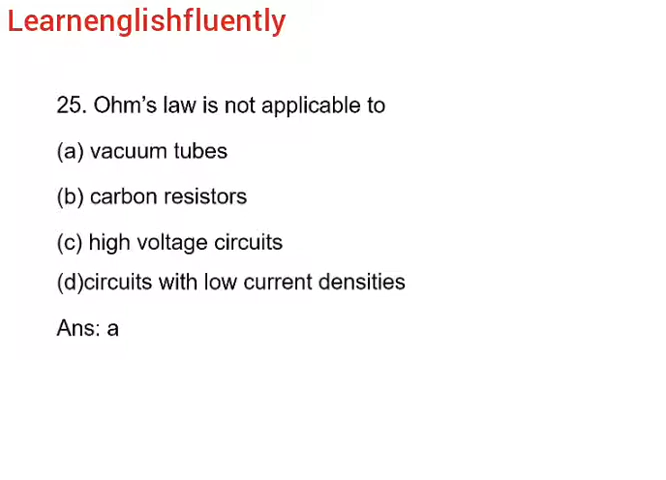 Learnenglishfluently
25. Ohm's law is not applicable to
(a) vacuum tubes
(b) carbon resistors
(c) high voltage circuits
(d)circuits with low current densities
Ans: a